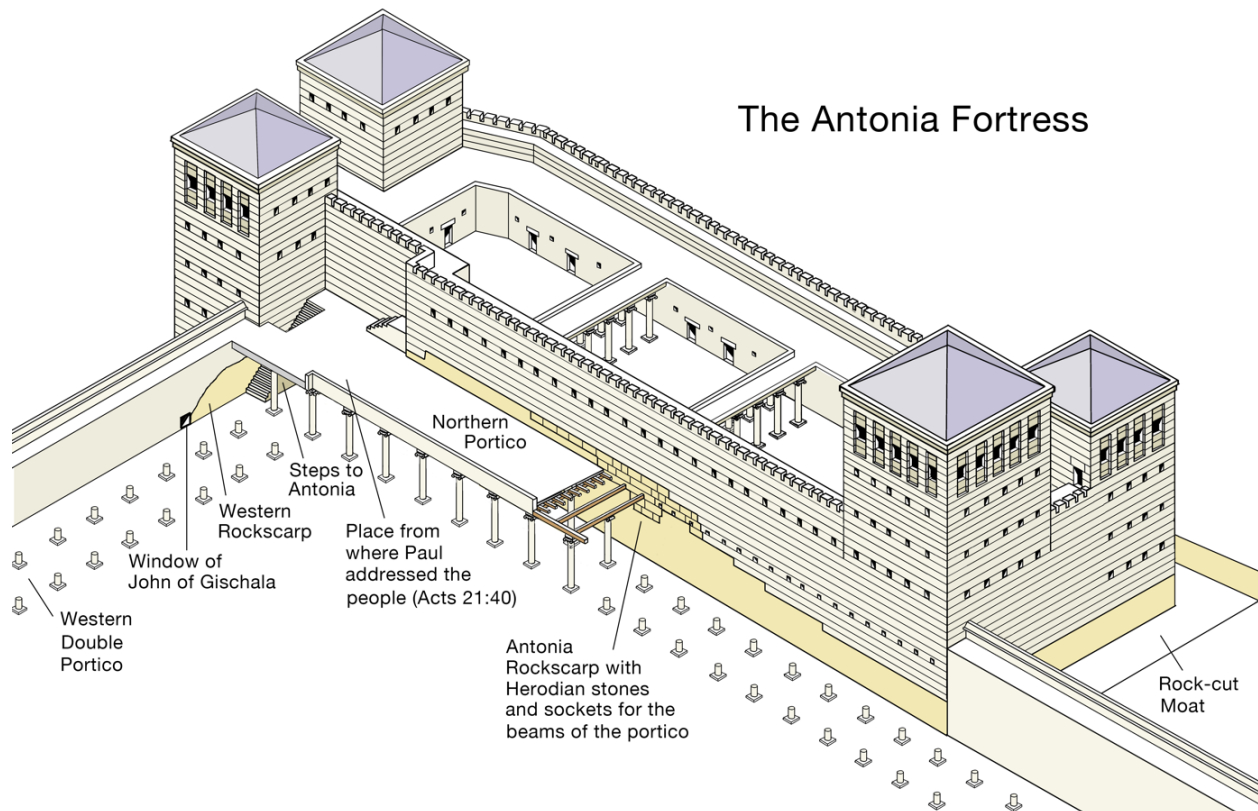 The Antonia Fortress
Northern
Portico
Steps to
Antonia
Western
Rockscarp
Window of
John of Gischala
Western
Double
Portico
Place from
where Paul
addressed the
people (Acts 21:40)
Antonia
Rockscarp with
Herodian stones
and sockets for the
beams of the portico
Rock-cut
Moat